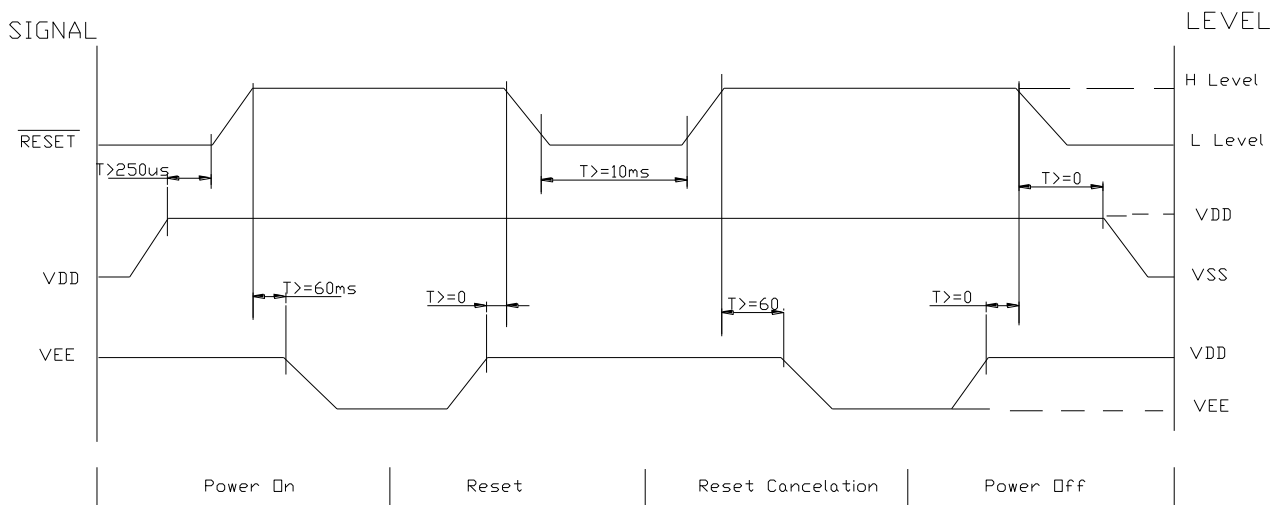 SIGNAL
LEVEL
H Level
RESET
L Level
T>250us
T>=10ms
T>=0
VDD
VDD
VSS
T>=60ms
T>=0
T>=60
T>=0
VEE
VDD
VEE
Power On
Reset
Reset Cancelation
Power Off